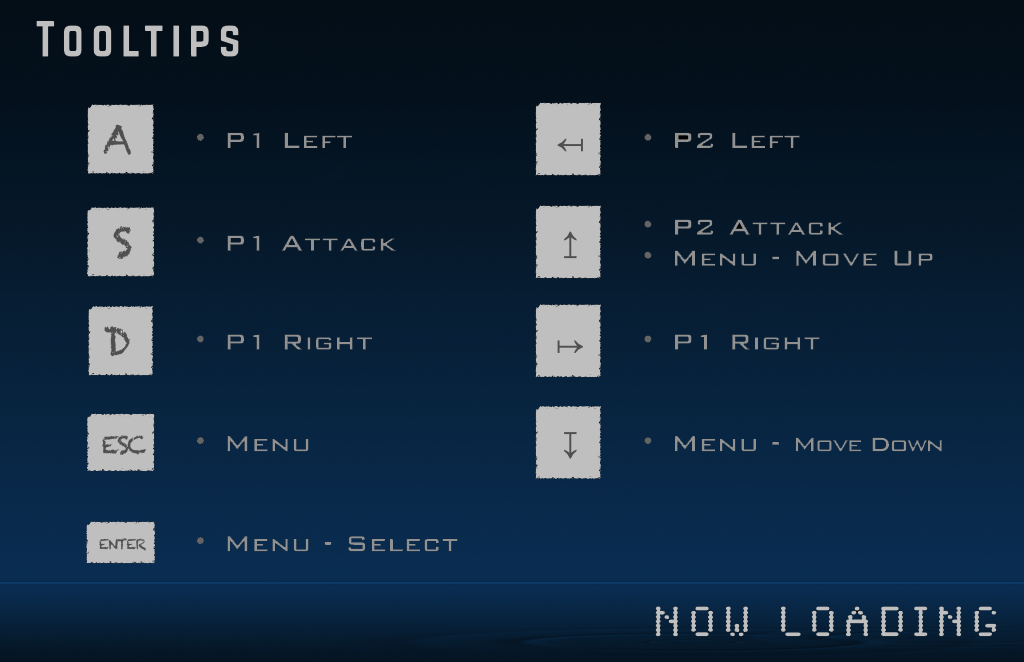 Tooltips
A • P1 Left
S • P1 Attack
D • P1 Right
ESC • Menu
ENTER • Menu - Select
← • P2 Left
↑ • P2 Attack
• Menu - Move Up
→ • P1 Right
↓ • Menu - Move Down
NOW LOADING